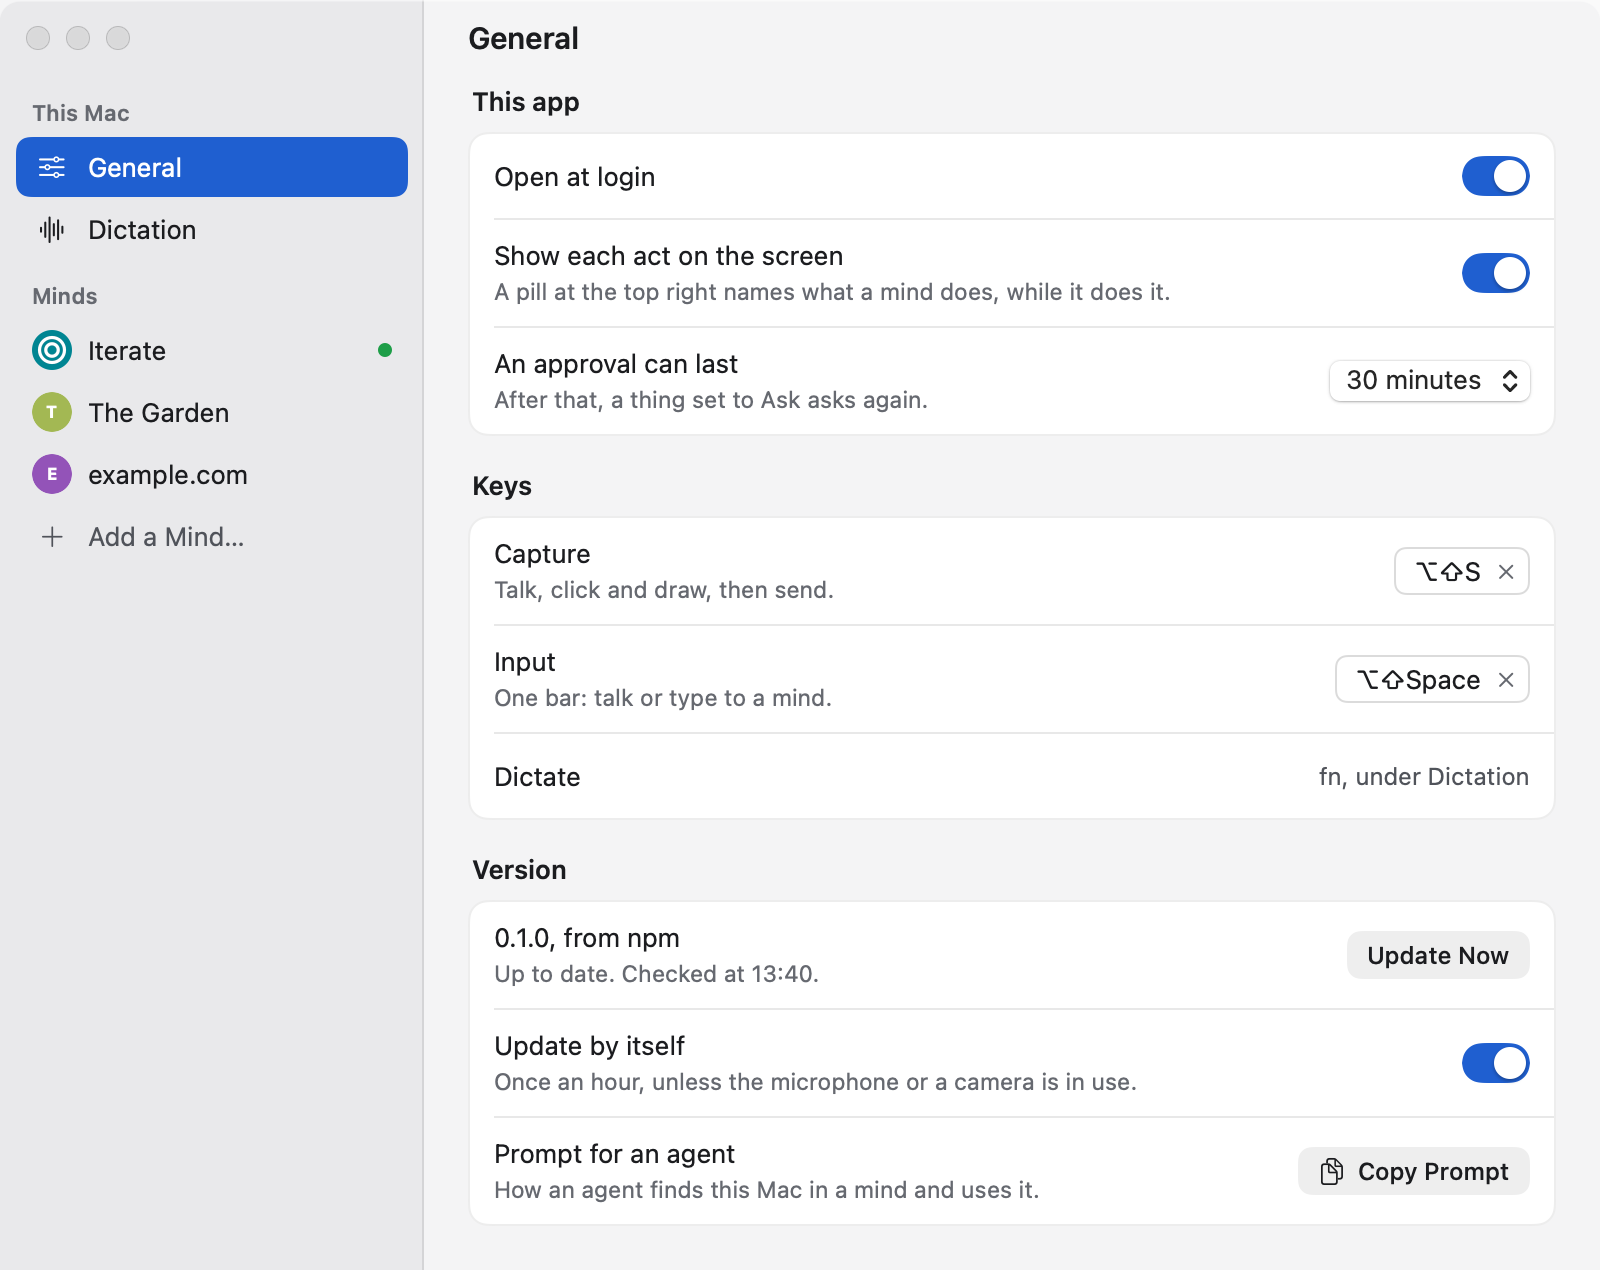 General
This Mac
This app
General
Open at login
Dictation
Show each act on the screen
A pill at the top right names what a mind does, while it does it.
Minds
Iterate
An approval can last
After that, a thing set to Ask asks again.
30 minutes
T
The Garden
E
example.com
Add a Mind...
Keys
Capture
Talk, click and draw, then send.
⌥⇧S
Input
One bar: talk or type to a mind.
⌥⇧Space
Dictate
fn, under Dictation
Version
0.1.0, from npm
Up to date. Checked at 13:40.
Update Now
Update by itself
Once an hour, unless the microphone or a camera is in use.
Prompt for an agent
How an agent finds this Mac in a mind and uses it.
Copy Prompt